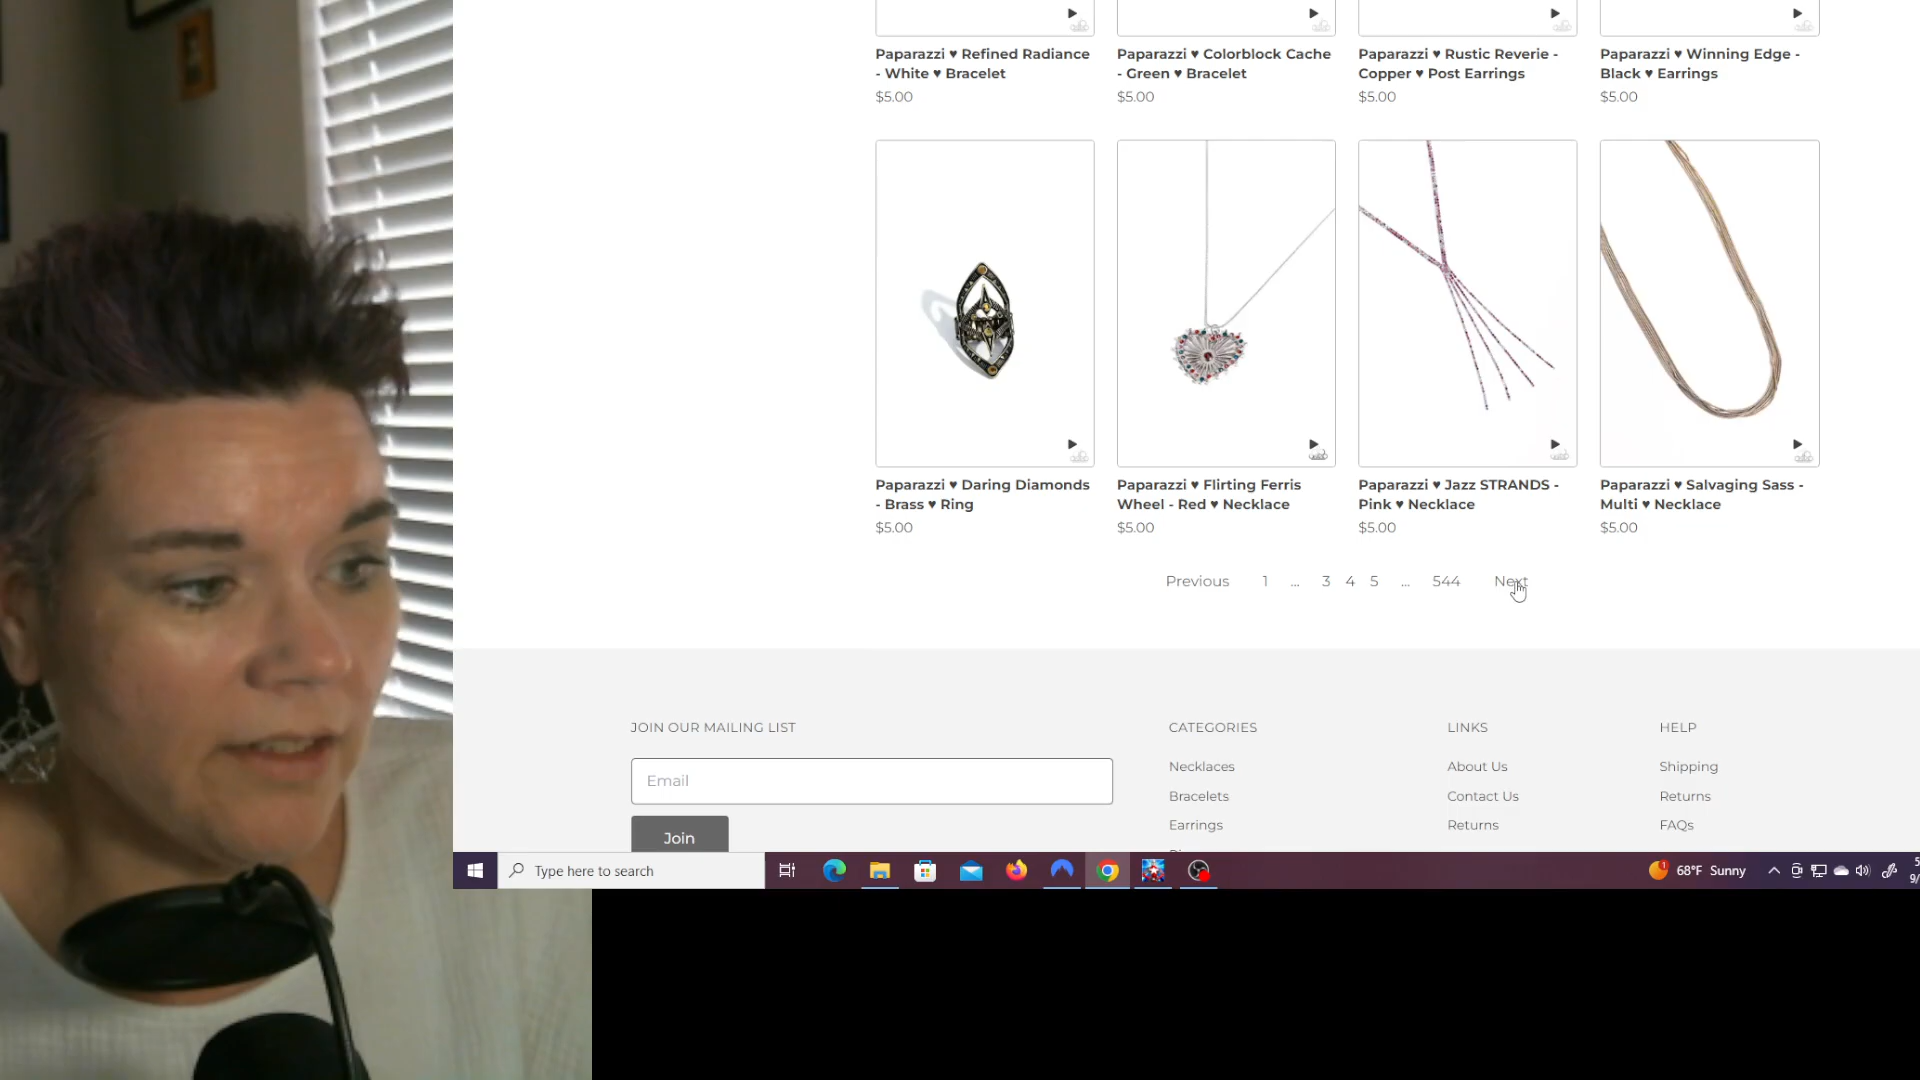 Paparazzi ♥ Refined Radiance
- White ♥ Bracelet
$5.00
Paparazzi ♥ Colorblock Cache
- Green ♥ Bracelet
$5.00
Paparazzi ♥ Rustic Reverie -
Copper ♥ Post Earrings
$5.00
Paparazzi ♥ Winning Edge -
Black ♥ Earrings
$5.00
Paparazzi ♥ Daring Diamonds
- Brass ♥ Ring
$5.00
Paparazzi ♥ Flirting Ferris
Wheel - Red ♥ Necklace
$5.00
Paparazzi ♥ Jazz STRANDS -
Pink ♥ Necklace
$5.00
Paparazzi ♥ Salvaging Sass -
Multi ♥ Necklace
$5.00
Previous 1 ... 3 4 5 ... 544 Next
JOIN OUR MAILING LIST
Email
Join
CATEGORIES
Necklaces
Bracelets
Earrings
LINKS
About Us
Contact Us
Returns
HELP
Shipping
Returns
FAQs
Type here to search
1
68°F Sunny